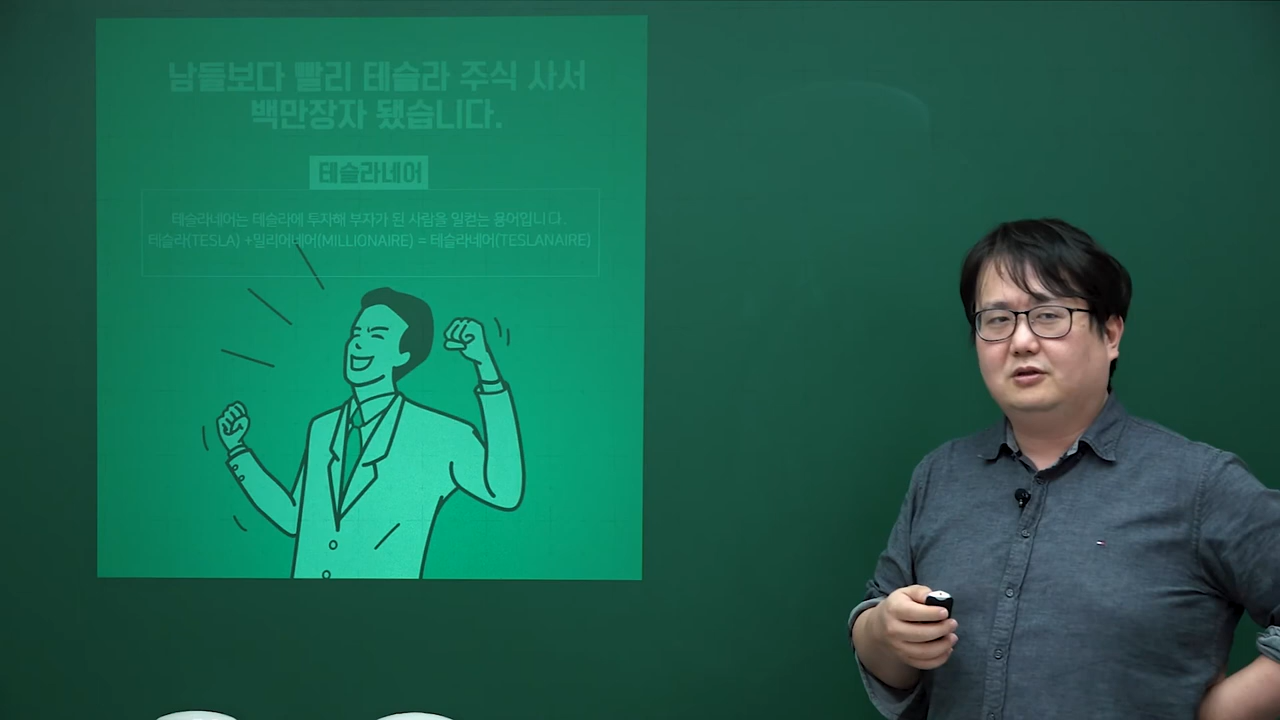 남들보다 빨리 테슬라 주식 사서
백만장자 됐습니다.
테슬라네어
테슬라네어는 테슬라에 투자해 부자가 된 사람을 일컫는 용어입니다.
테슬라(TESLA) +밀리어네어(MILLIONAIRE) = 테슬라네어(TESLANAIRE)